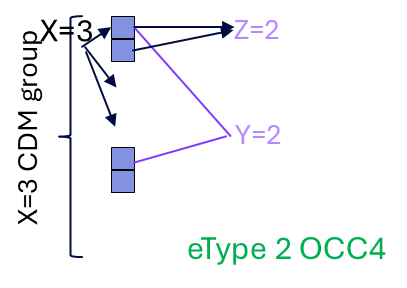 X=3
Z=2
X=3 CDM group
Y=2
eType 2 OCC4